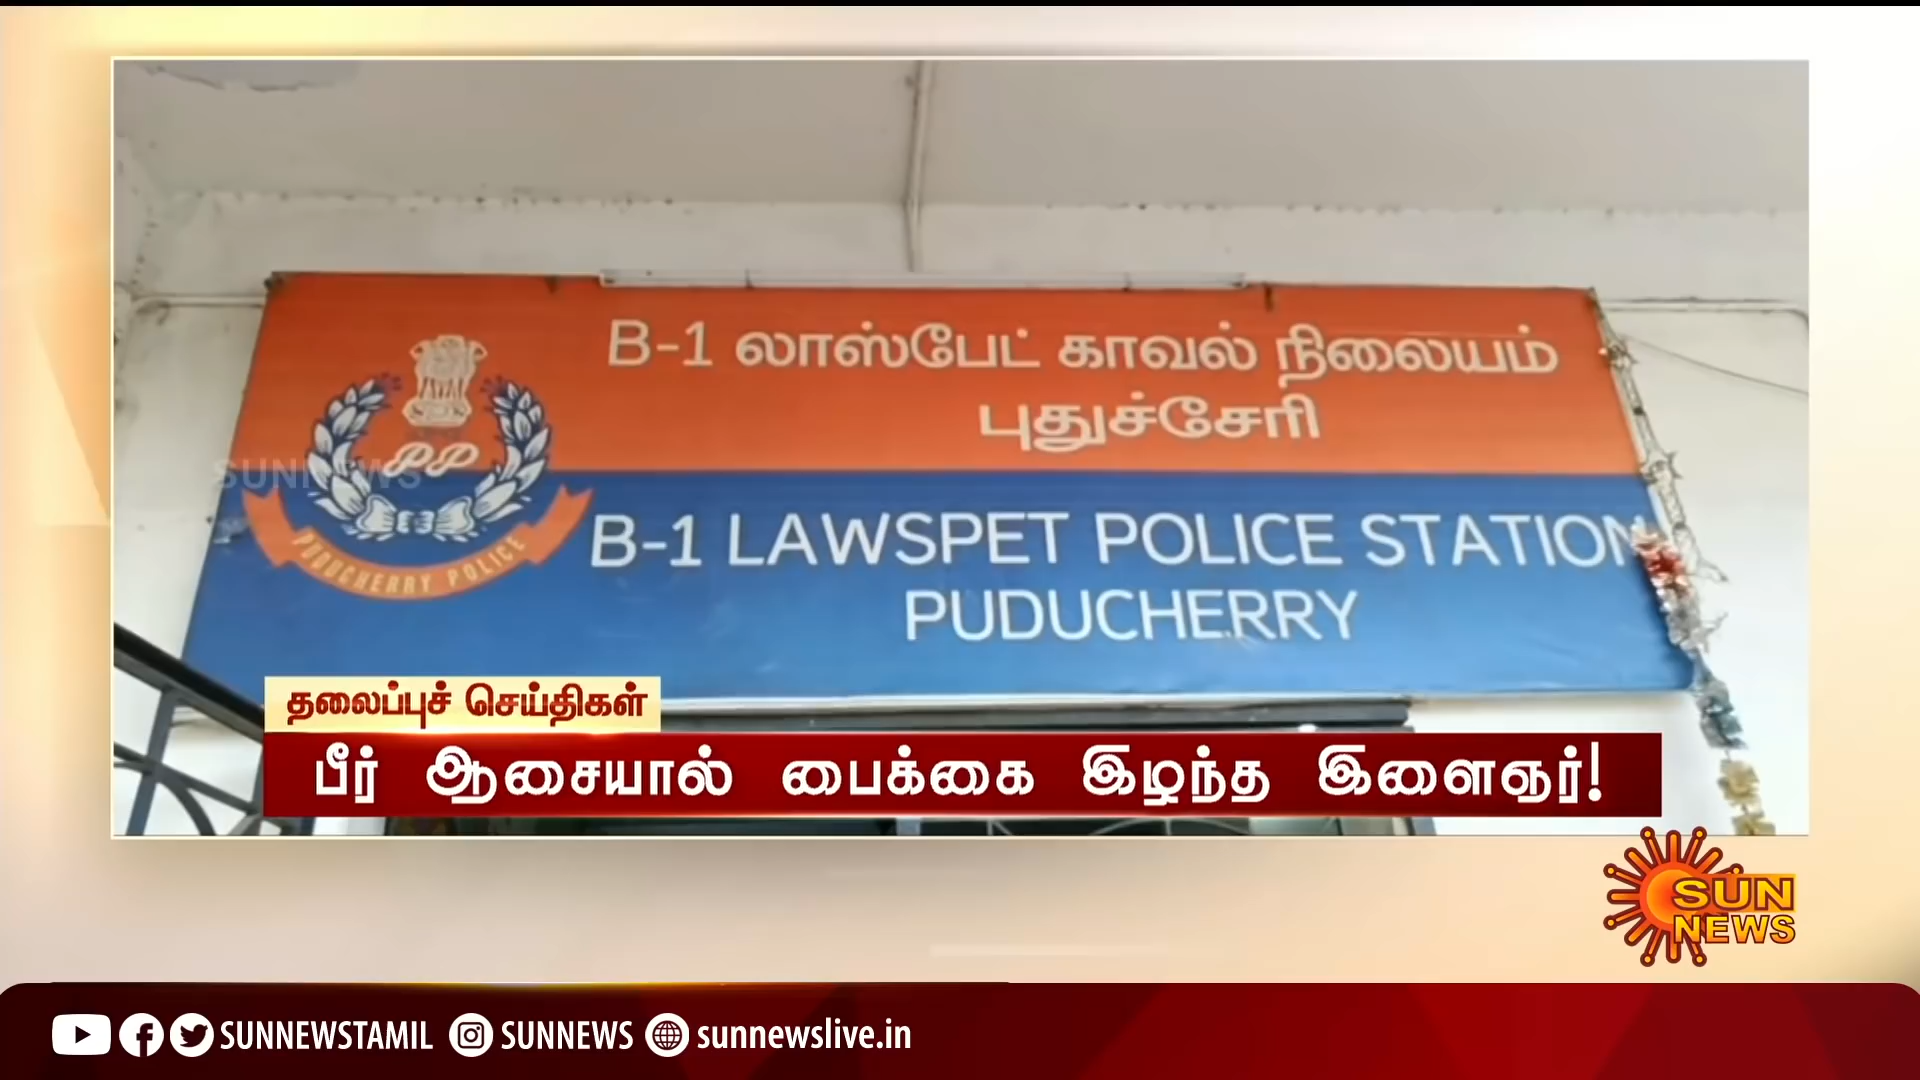 B-1 லாஸ்பேட் காவல் நிலையம்
புதுச்சேரி
SUNNEWS
PUDUCHERRY POLICE
B-1 LAWSPET POLICE STATION
PUDUCHERRY
தலைப்புச் செய்திகள்
பீர் ஆசையால் பைக்கை இழந்த இளைஞர்!
SUN
NEWS
SUNNEWSTAMIL SUNNEWS sunnewslive.in